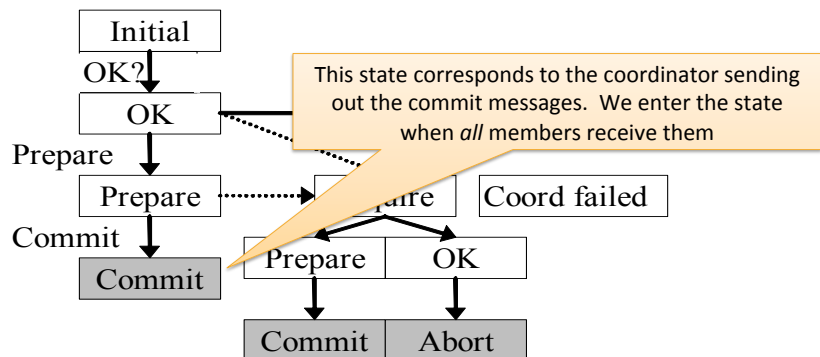 Initial
OK?
This state corresponds to the coordinator sending
out the commit messages. We enter the state
when all members receive them
OK
Prepare
Prepare
Coord failed
Commit
Prepare
OK
Commit
Commit
Abort